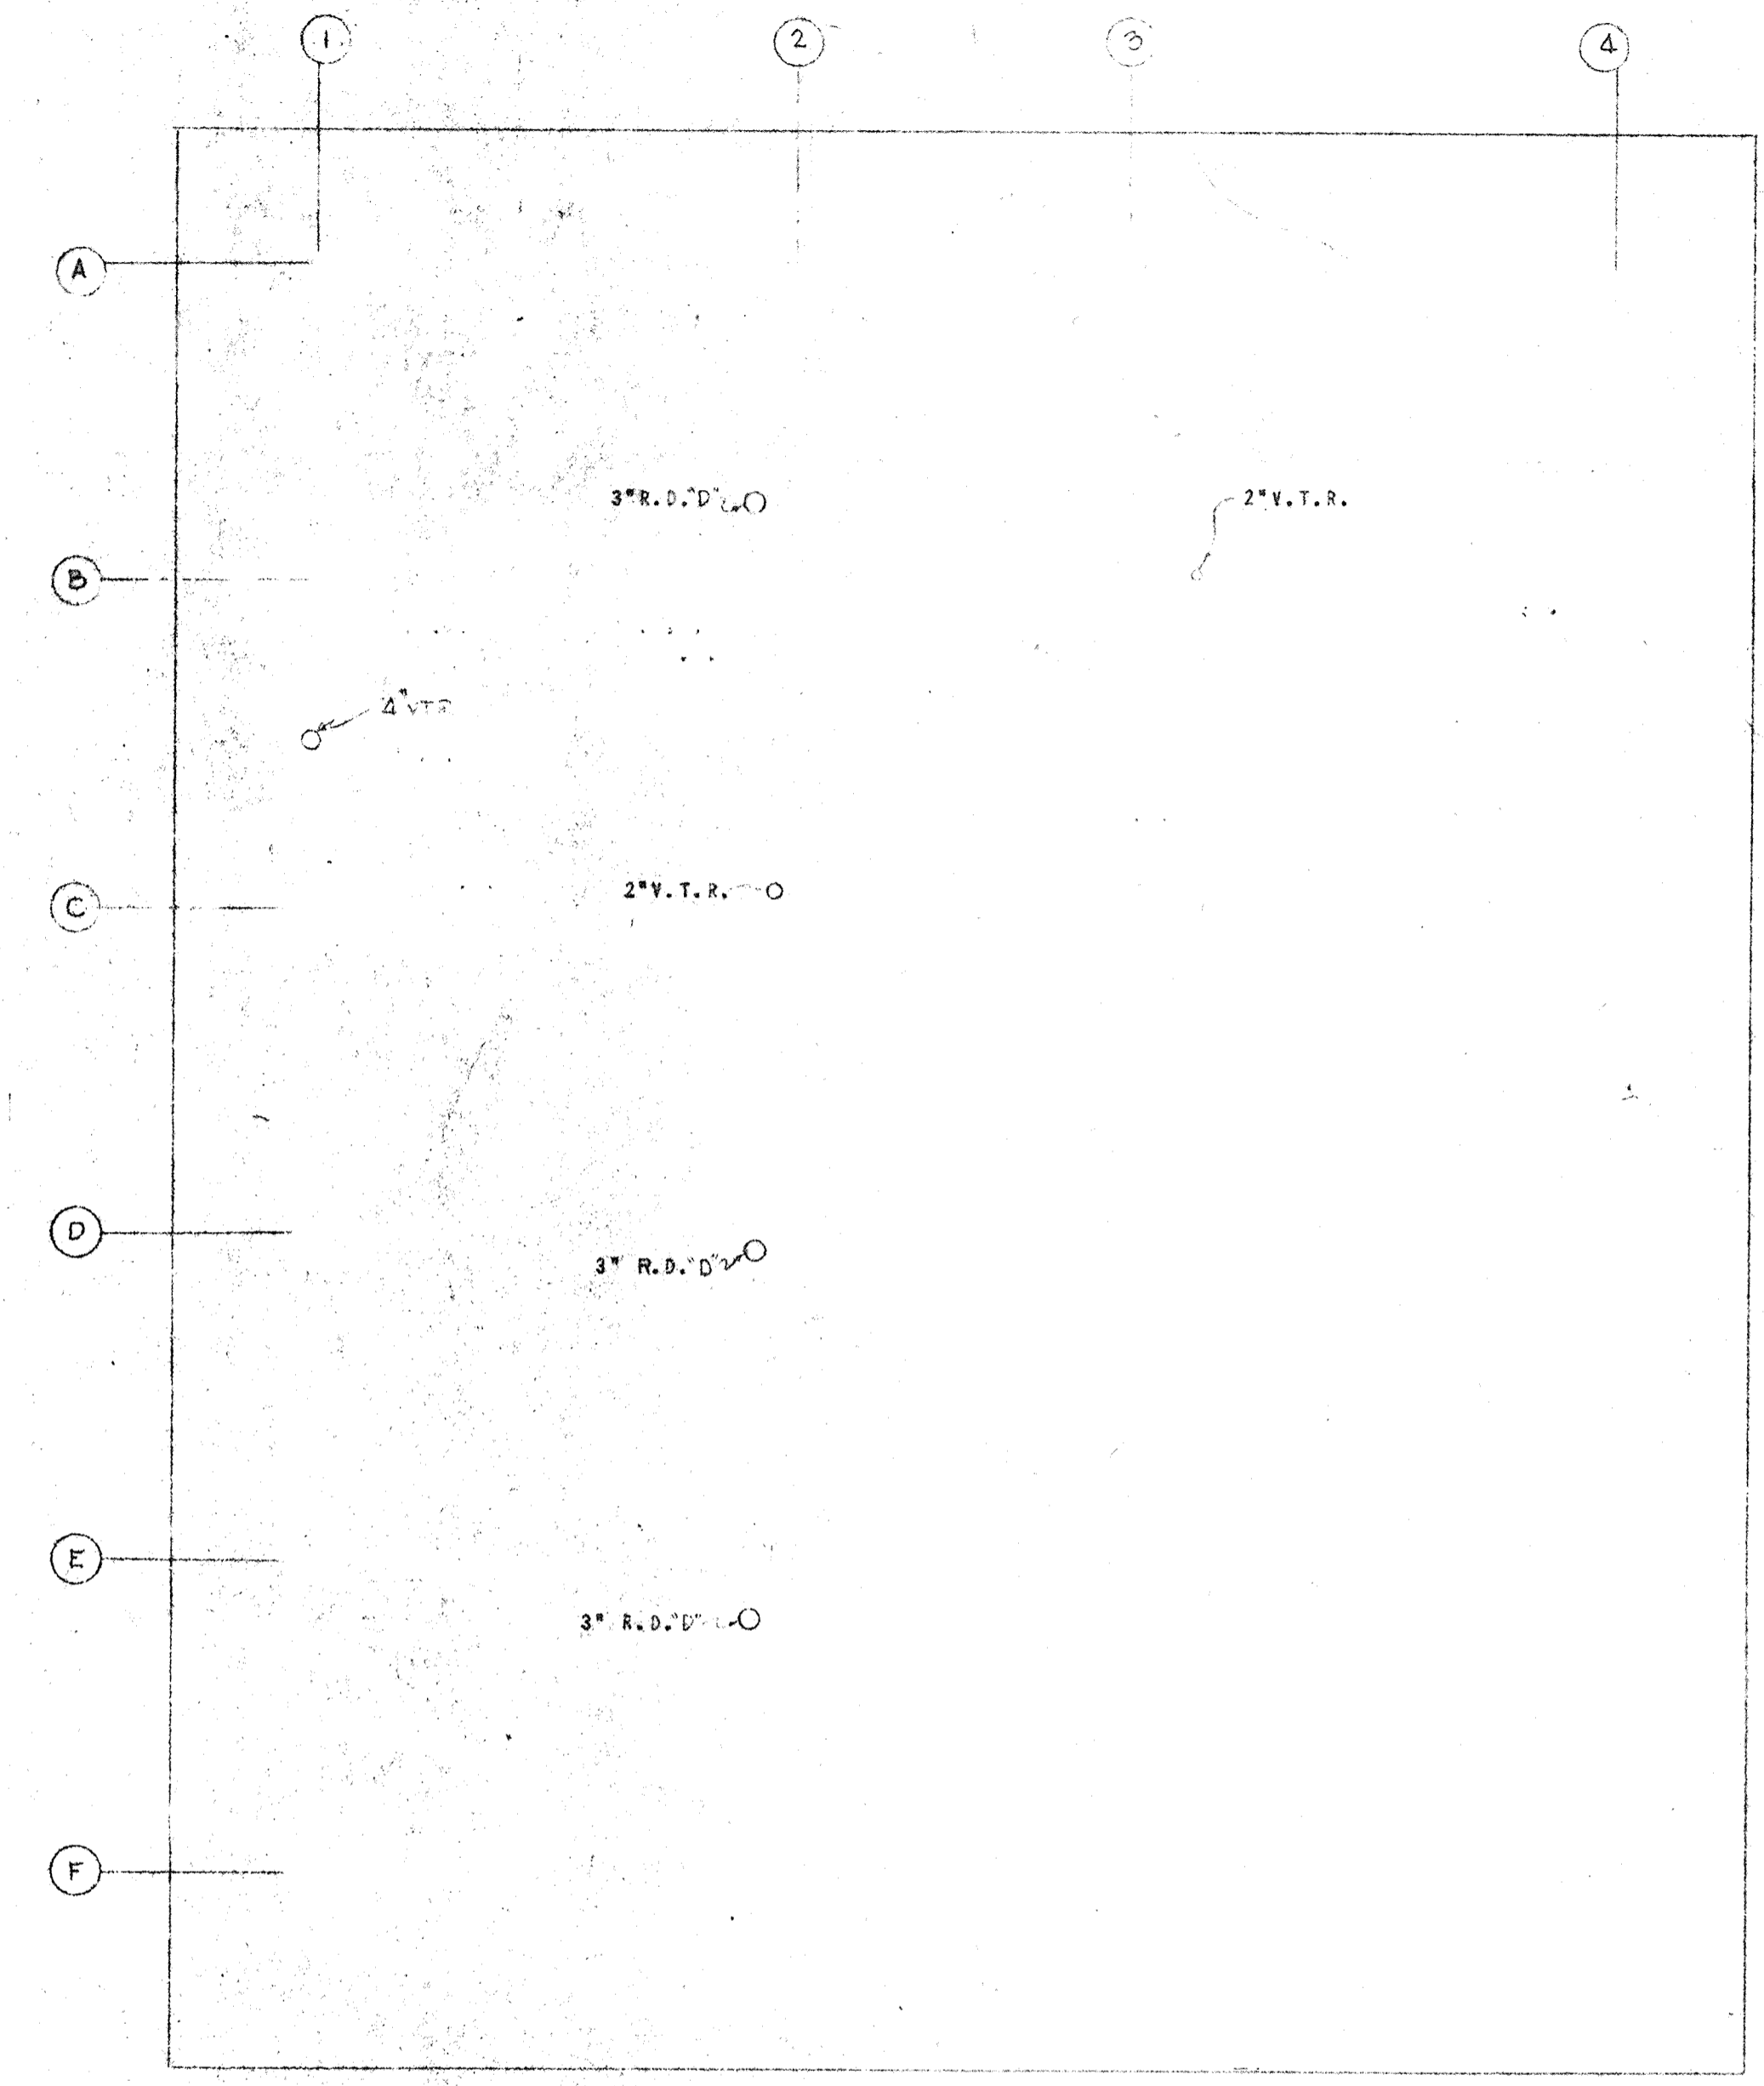 1 2 3 4
A
3" R.D. "D"
2" V.T.R.
B
4" VTR
C
2" V.T.R.
D
3" R.D. "D"
E
3" R.D. "D"
F